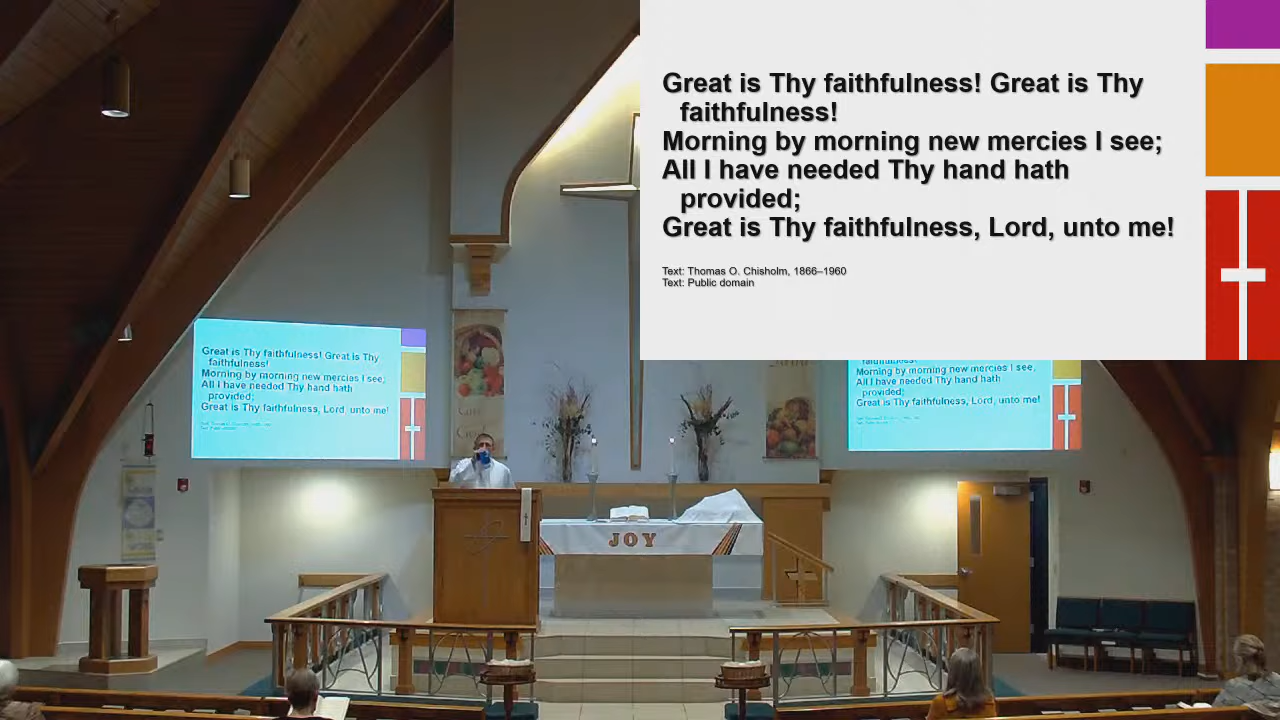 Great is Thy faithfulness! Great is Thy
faithfulness!
Morning by morning new mercies I see;
All I have needed Thy hand hath
provided;
Great is Thy faithfulness, Lord, unto me!
Text: Thomas O. Chisholm, 1866–1960
Text: Public domain
Great is Thy faithfulness! Great is Thy
faithfulness!
Morning by morning new mercies I see;
All I have needed Thy hand hath
provided;
Great is Thy faithfulness, Lord, unto me!
faithfulness!
Morning by morning new mercies I see,
All I have needed Thy hand hath
provided;
Great is Thy faithfulness, Lord, unto me!
JOY